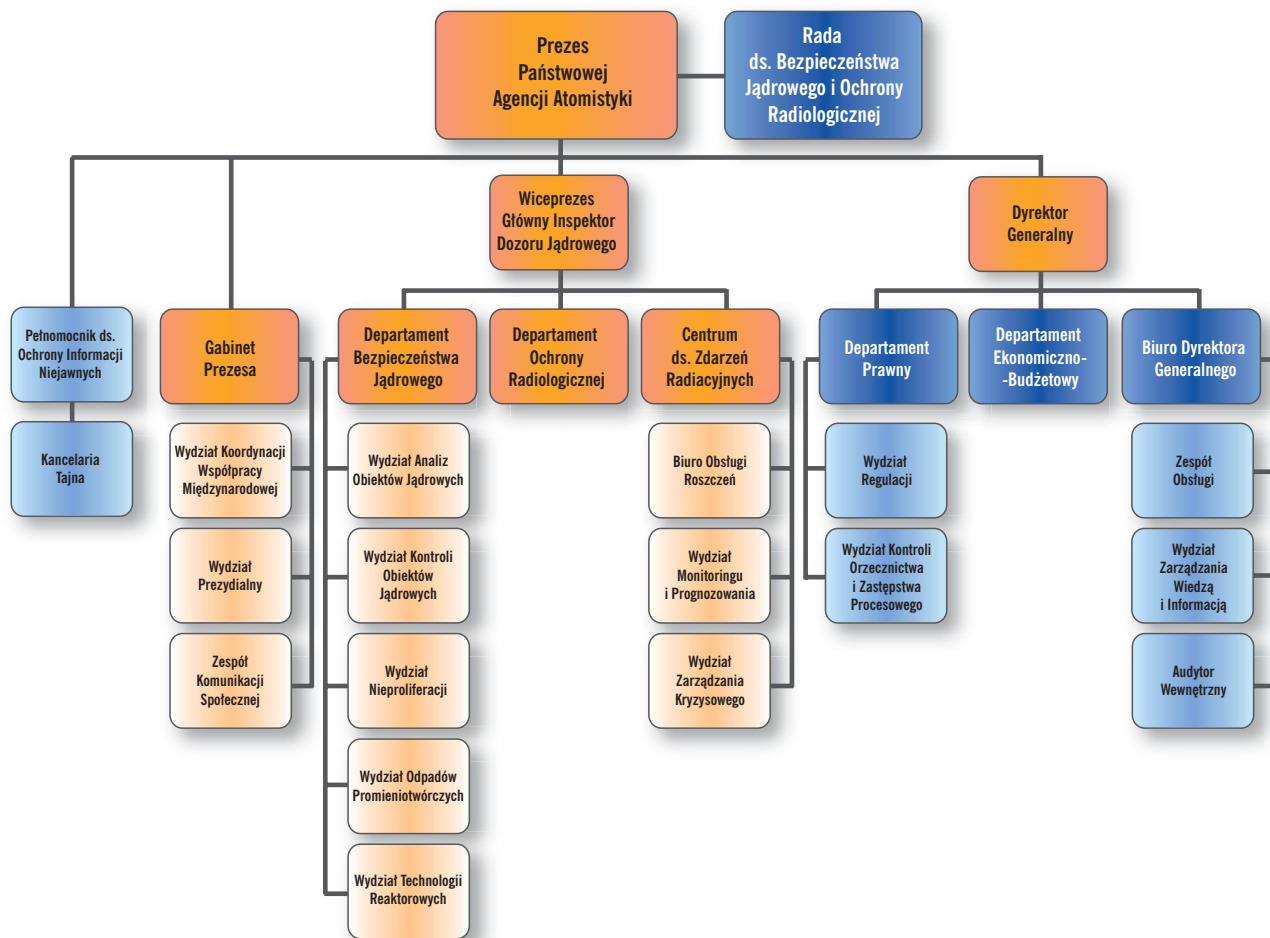 Prezes
Państwowej
Agencji Atomistyki
Rada
ds. Bezpieczeństwa
Jądrowego i Ochrony
Radiologicznej
Wiceprezes
Główny Inspektor
Dozoru Jądrowego
Dyrektor
Generalny
Pełnomocnik ds.
Ochrony Informacji
Niejawnych
Gabinet
Prezesa
Departament
Bezpieczeństwa
Jądrowego
Departament
Ochrony
Radiologicznej
Centrum
ds. Zdarzeń
Radiacyjnych
Departament
Prawny
Departament
Ekonomiczno-
-Budżetowy
Biuro Dyrektora
Generalnego
Kancelaria
Tajna
Wydział Koordynacji
Współpracy
Międzynarodowej
Wydział Analiz
Obiektów Jądrowych
Biuro Obsługi
Roszczeń
Wydział
Regulacji
Zespół
Obsługi
Wydział
Prezydialny
Wydział Kontroli
Obiektów
Jądrowych
Wydział
Monitoringu
i Prognozowania
Wydział Kontroli
Orzecznictwa
i Zastępstwa
Procesowego
Wydział
Zarządzania
Wiedzą
i Informacją
Zespół
Komunikacji
Społecznej
Wydział
Nieproliferacji
Wydział
Zarządzania
Kryzysowego
Audytor
Wewnętrzny
Wydział Odpadów
Promieniotwórczych
Wydział Technologii
Reaktorowych